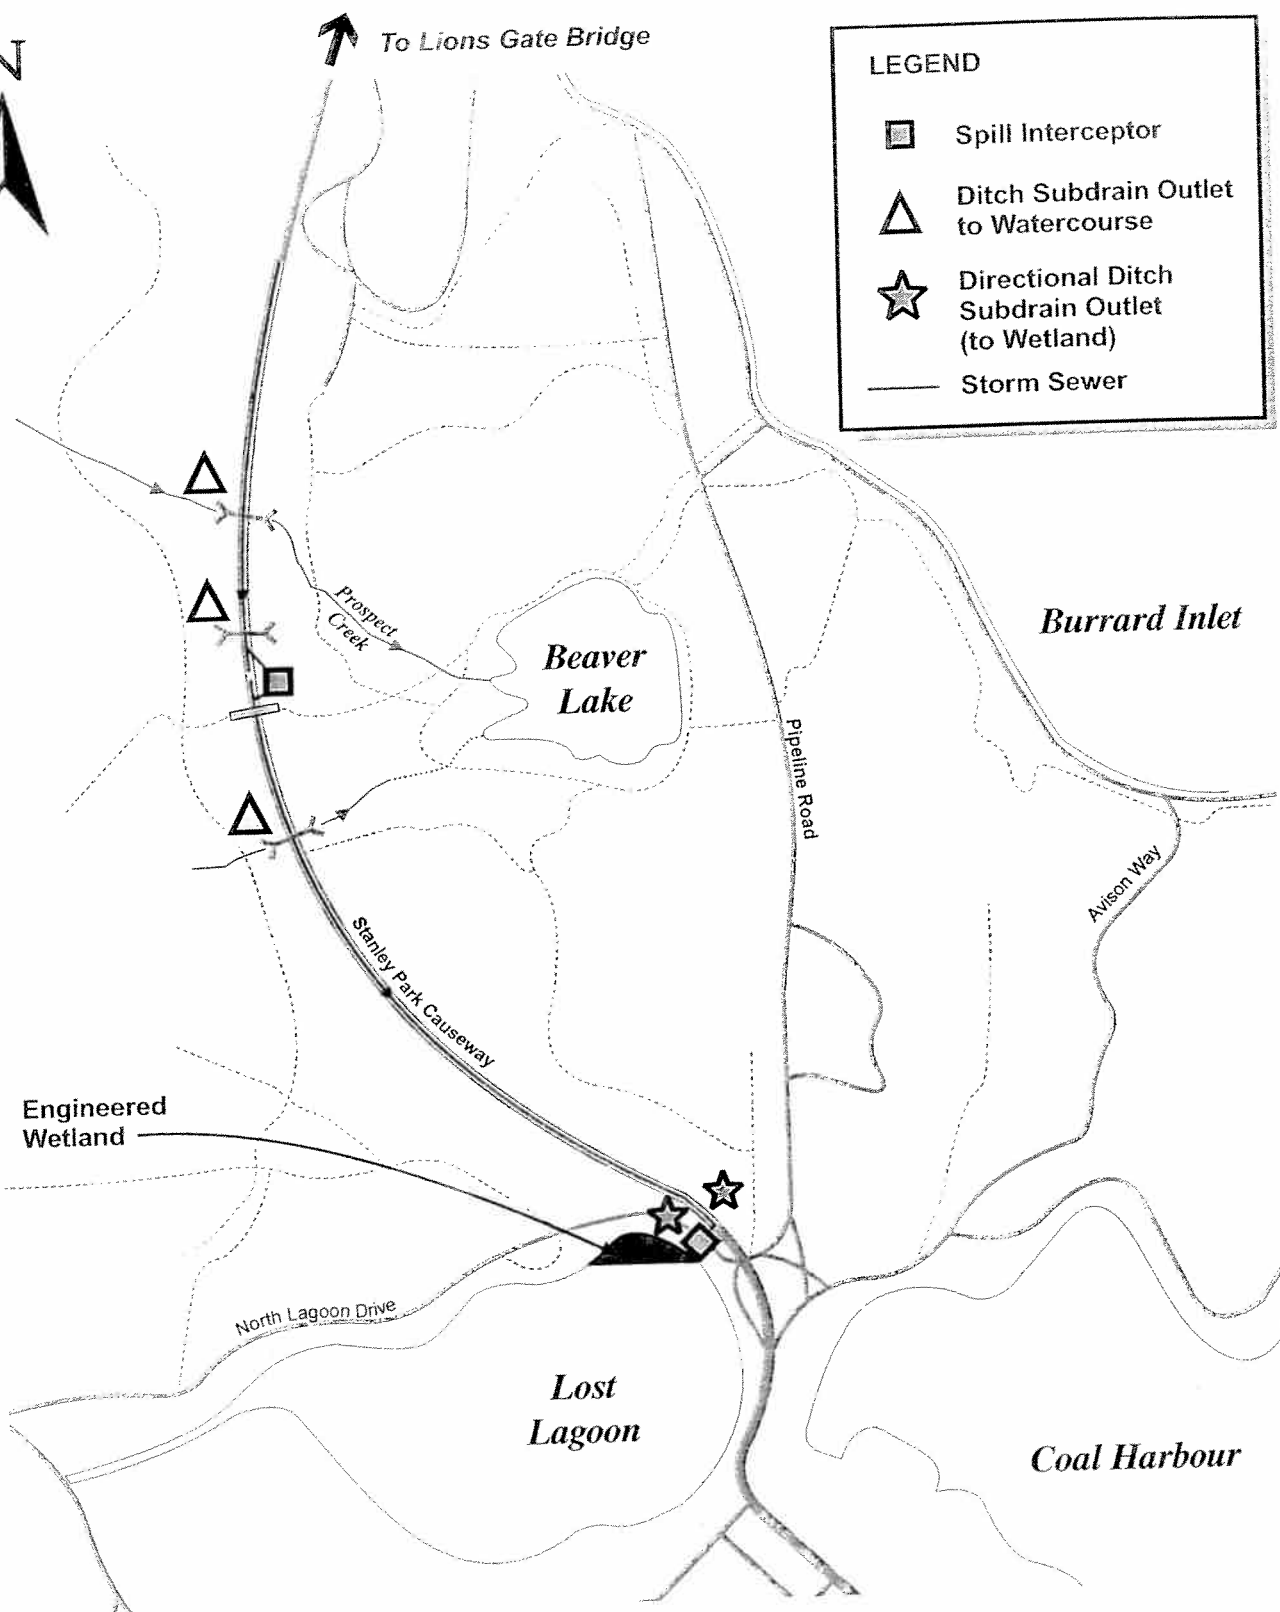 N
To Lions Gate Bridge
LEGEND
Spill Interceptor
Ditch Subdrain Outlet
to Watercourse
Directional Ditch
Subdrain Outlet
(to Wetland)
Storm Sewer
Prospect
Creek
Beaver
Lake
Burrard Inlet
Pipeline Road
Avison Way
Stanley Park Causeway
Engineered
Wetland
North Lagoon Drive
Lost
Lagoon
Coal Harbour